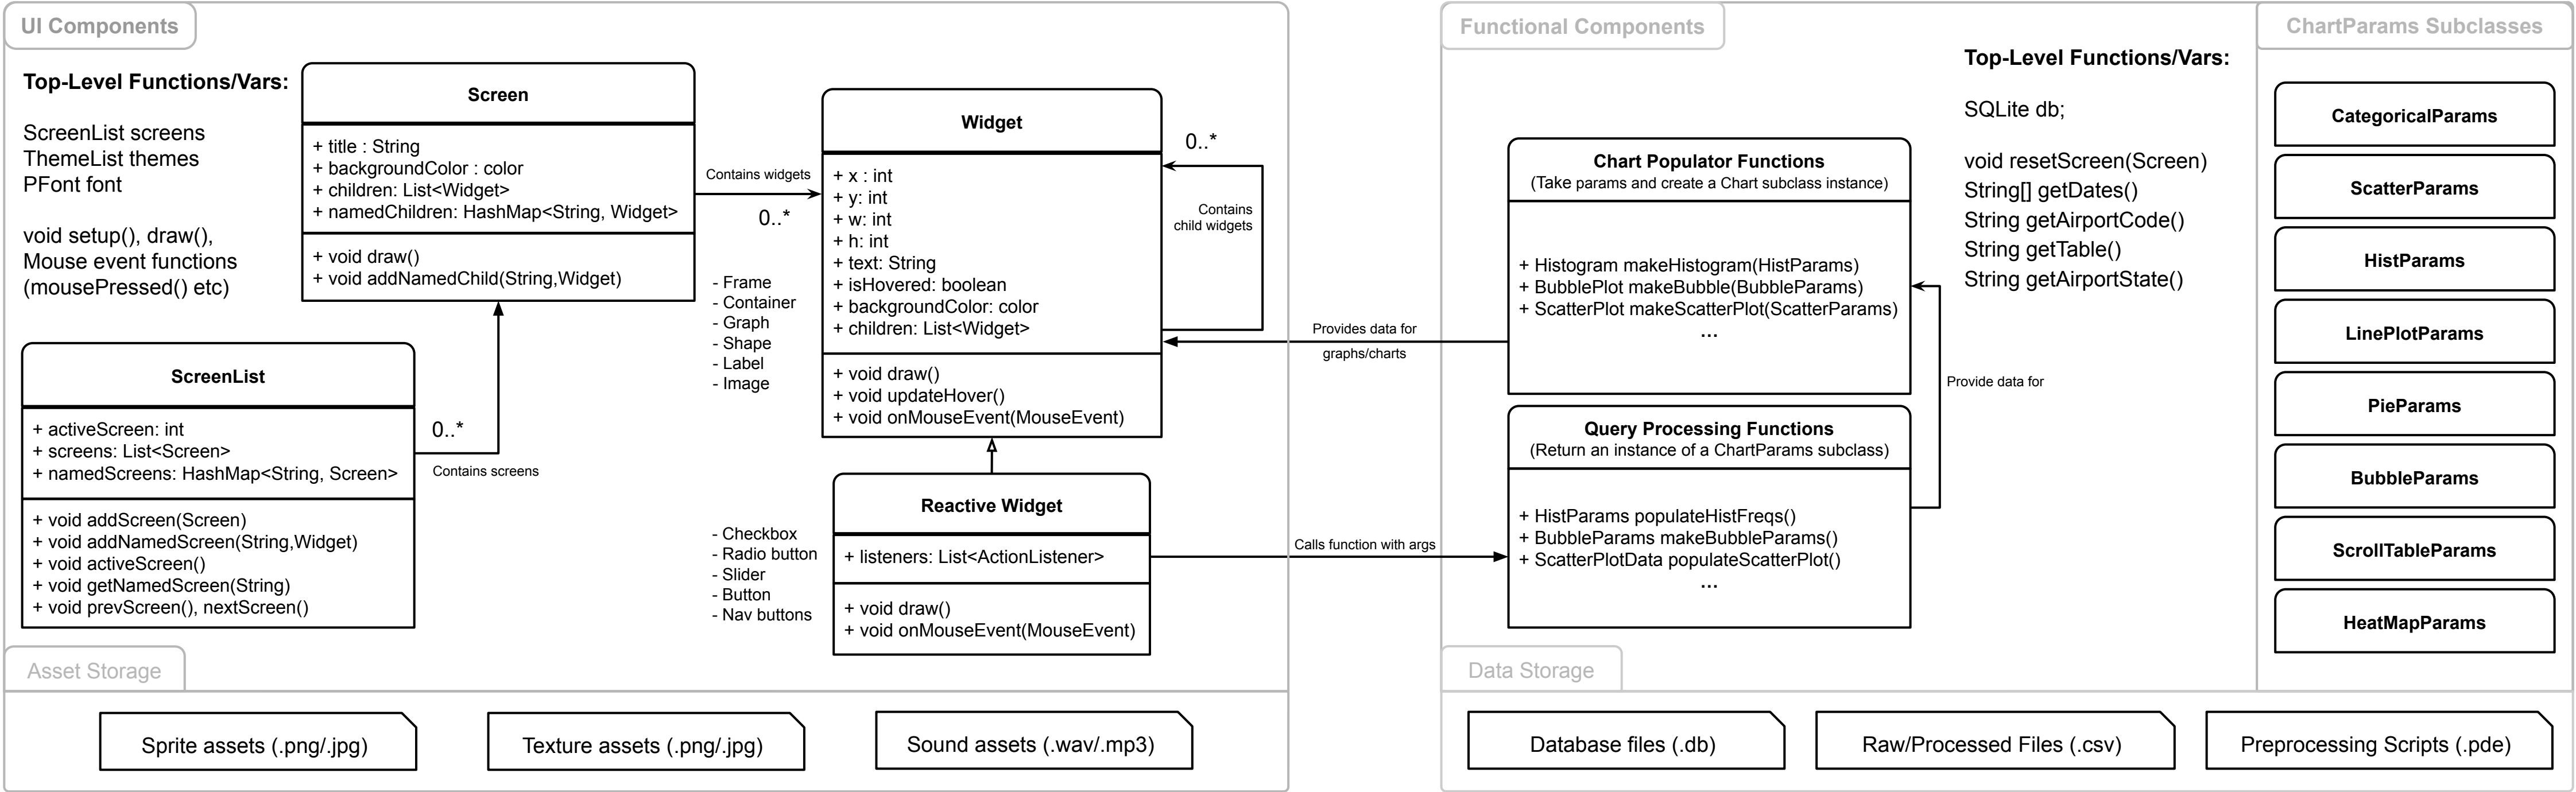 UI Components
Top-Level Functions/Vars:
ScreenList screens
ThemeList themes
PFont font
void setup(), draw(),
Mouse event functions
(mousePressed() etc)
Screen
+ title : String
+ backgroundColor : color
+ children: List<Widget>
+ namedChildren: HashMap<String, Widget>
+ void draw()
+ void addNamedChild(String,Widget)
Contains widgets
0..*
ScreenList
+ activeScreen: int
+ screens: List<Screen>
+ namedScreens: HashMap<String, Screen>
+ void addScreen(Screen)
+ void addNamedScreen(String,Widget)
+ void activeScreen()
+ void getNamedScreen(String)
+ void prevScreen(), nextScreen()
0..*
Contains screens
- Frame
- Container
- Graph
- Shape
- Label
- Image
Widget
+ x : int
+ y: int
+ w: int
+ h: int
+ text: String
+ isHovered: boolean
+ backgroundColor: color
+ children: List<Widget>
+ void draw()
+ void updateHover()
+ void onMouseEvent(MouseEvent)
0..*
Contains
child widgets
- Checkbox
- Radio button
- Slider
- Button
- Nav buttons
Reactive Widget
+ listeners: List<ActionListener>
+ void draw()
+ void onMouseEvent(MouseEvent)
Provides data for
graphs/charts
Calls function with args
Asset Storage
Sprite assets (.png/.jpg)
Texture assets (.png/.jpg)
Sound assets (.wav/.mp3)
Functional Components
Chart Populator Functions
(Take params and create a Chart subclass instance)
+ Histogram makeHistogram(HistParams)
+ BubblePlot makeBubble(BubbleParams)
+ ScatterPlot makeScatterPlot(ScatterParams)
...
Query Processing Functions
(Return an instance of a ChartParams subclass)
+ HistParams populateHistFreqs()
+ BubbleParams makeBubbleParams()
+ ScatterPlotData populateScatterPlot()
...
Provide data for
Top-Level Functions/Vars:
SQLite db;
void resetScreen(Screen)
String[] getDates()
String getAirportCode()
String getTable()
String getAirportState()
ChartParams Subclasses
CategoricalParams
ScatterParams
HistParams
LinePlotParams
PieParams
BubbleParams
ScrollTableParams
HeatMapParams
Data Storage
Database files (.db)
Raw/Processed Files (.csv)
Preprocessing Scripts (.pde)